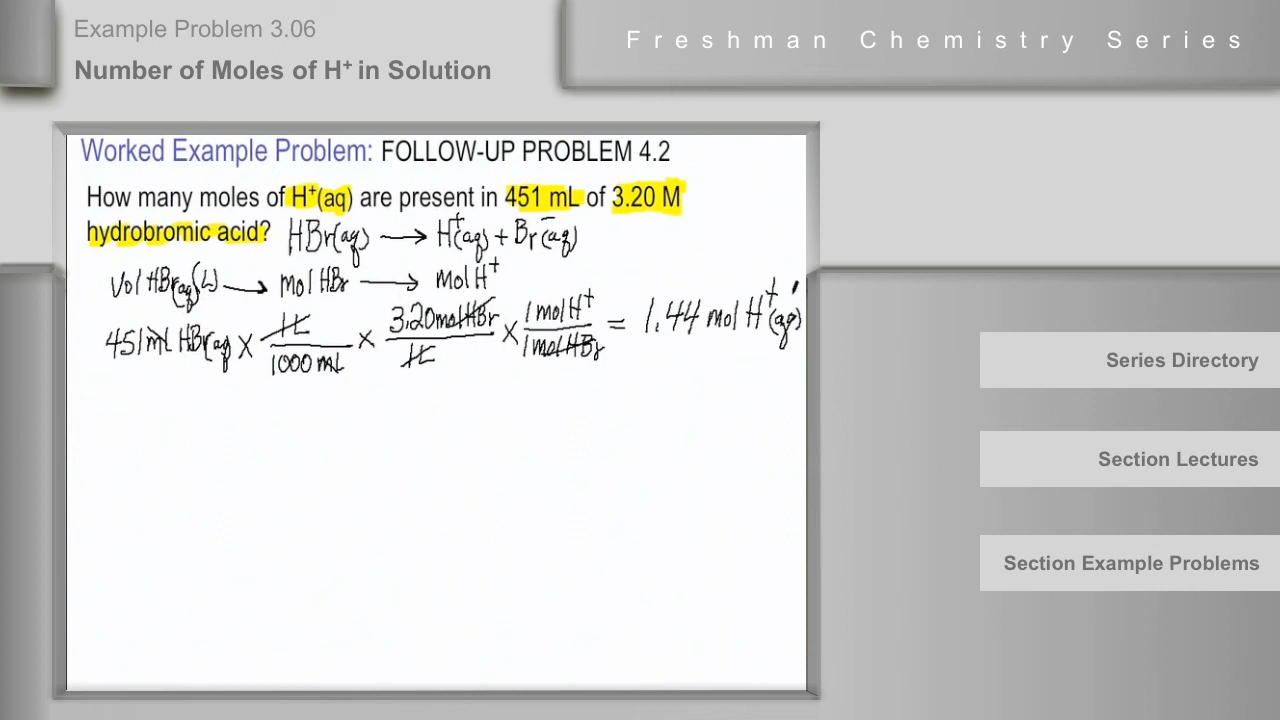 Example Problem 3.06
Number of Moles of H⁺ in Solution
Freshman Chemistry Series
Worked Example Problem: FOLLOW-UP PROBLEM 4.2
How many moles of H⁺(aq) are present in 451 mL of 3.20 M
hydrobromic acid? HBr(aq) → H⁺(aq) + Br⁻(aq)
Vol HBr(aq)(L) → mol HBr → mol H⁺
451 mL HBr(aq × 1L / 1000 mL × 3.20 mol HBr / 1L × 1 mol H⁺ / 1 mol HBr = 1.44 mol H⁺(aq)
Series Directory
Section Lectures
Section Example Problems